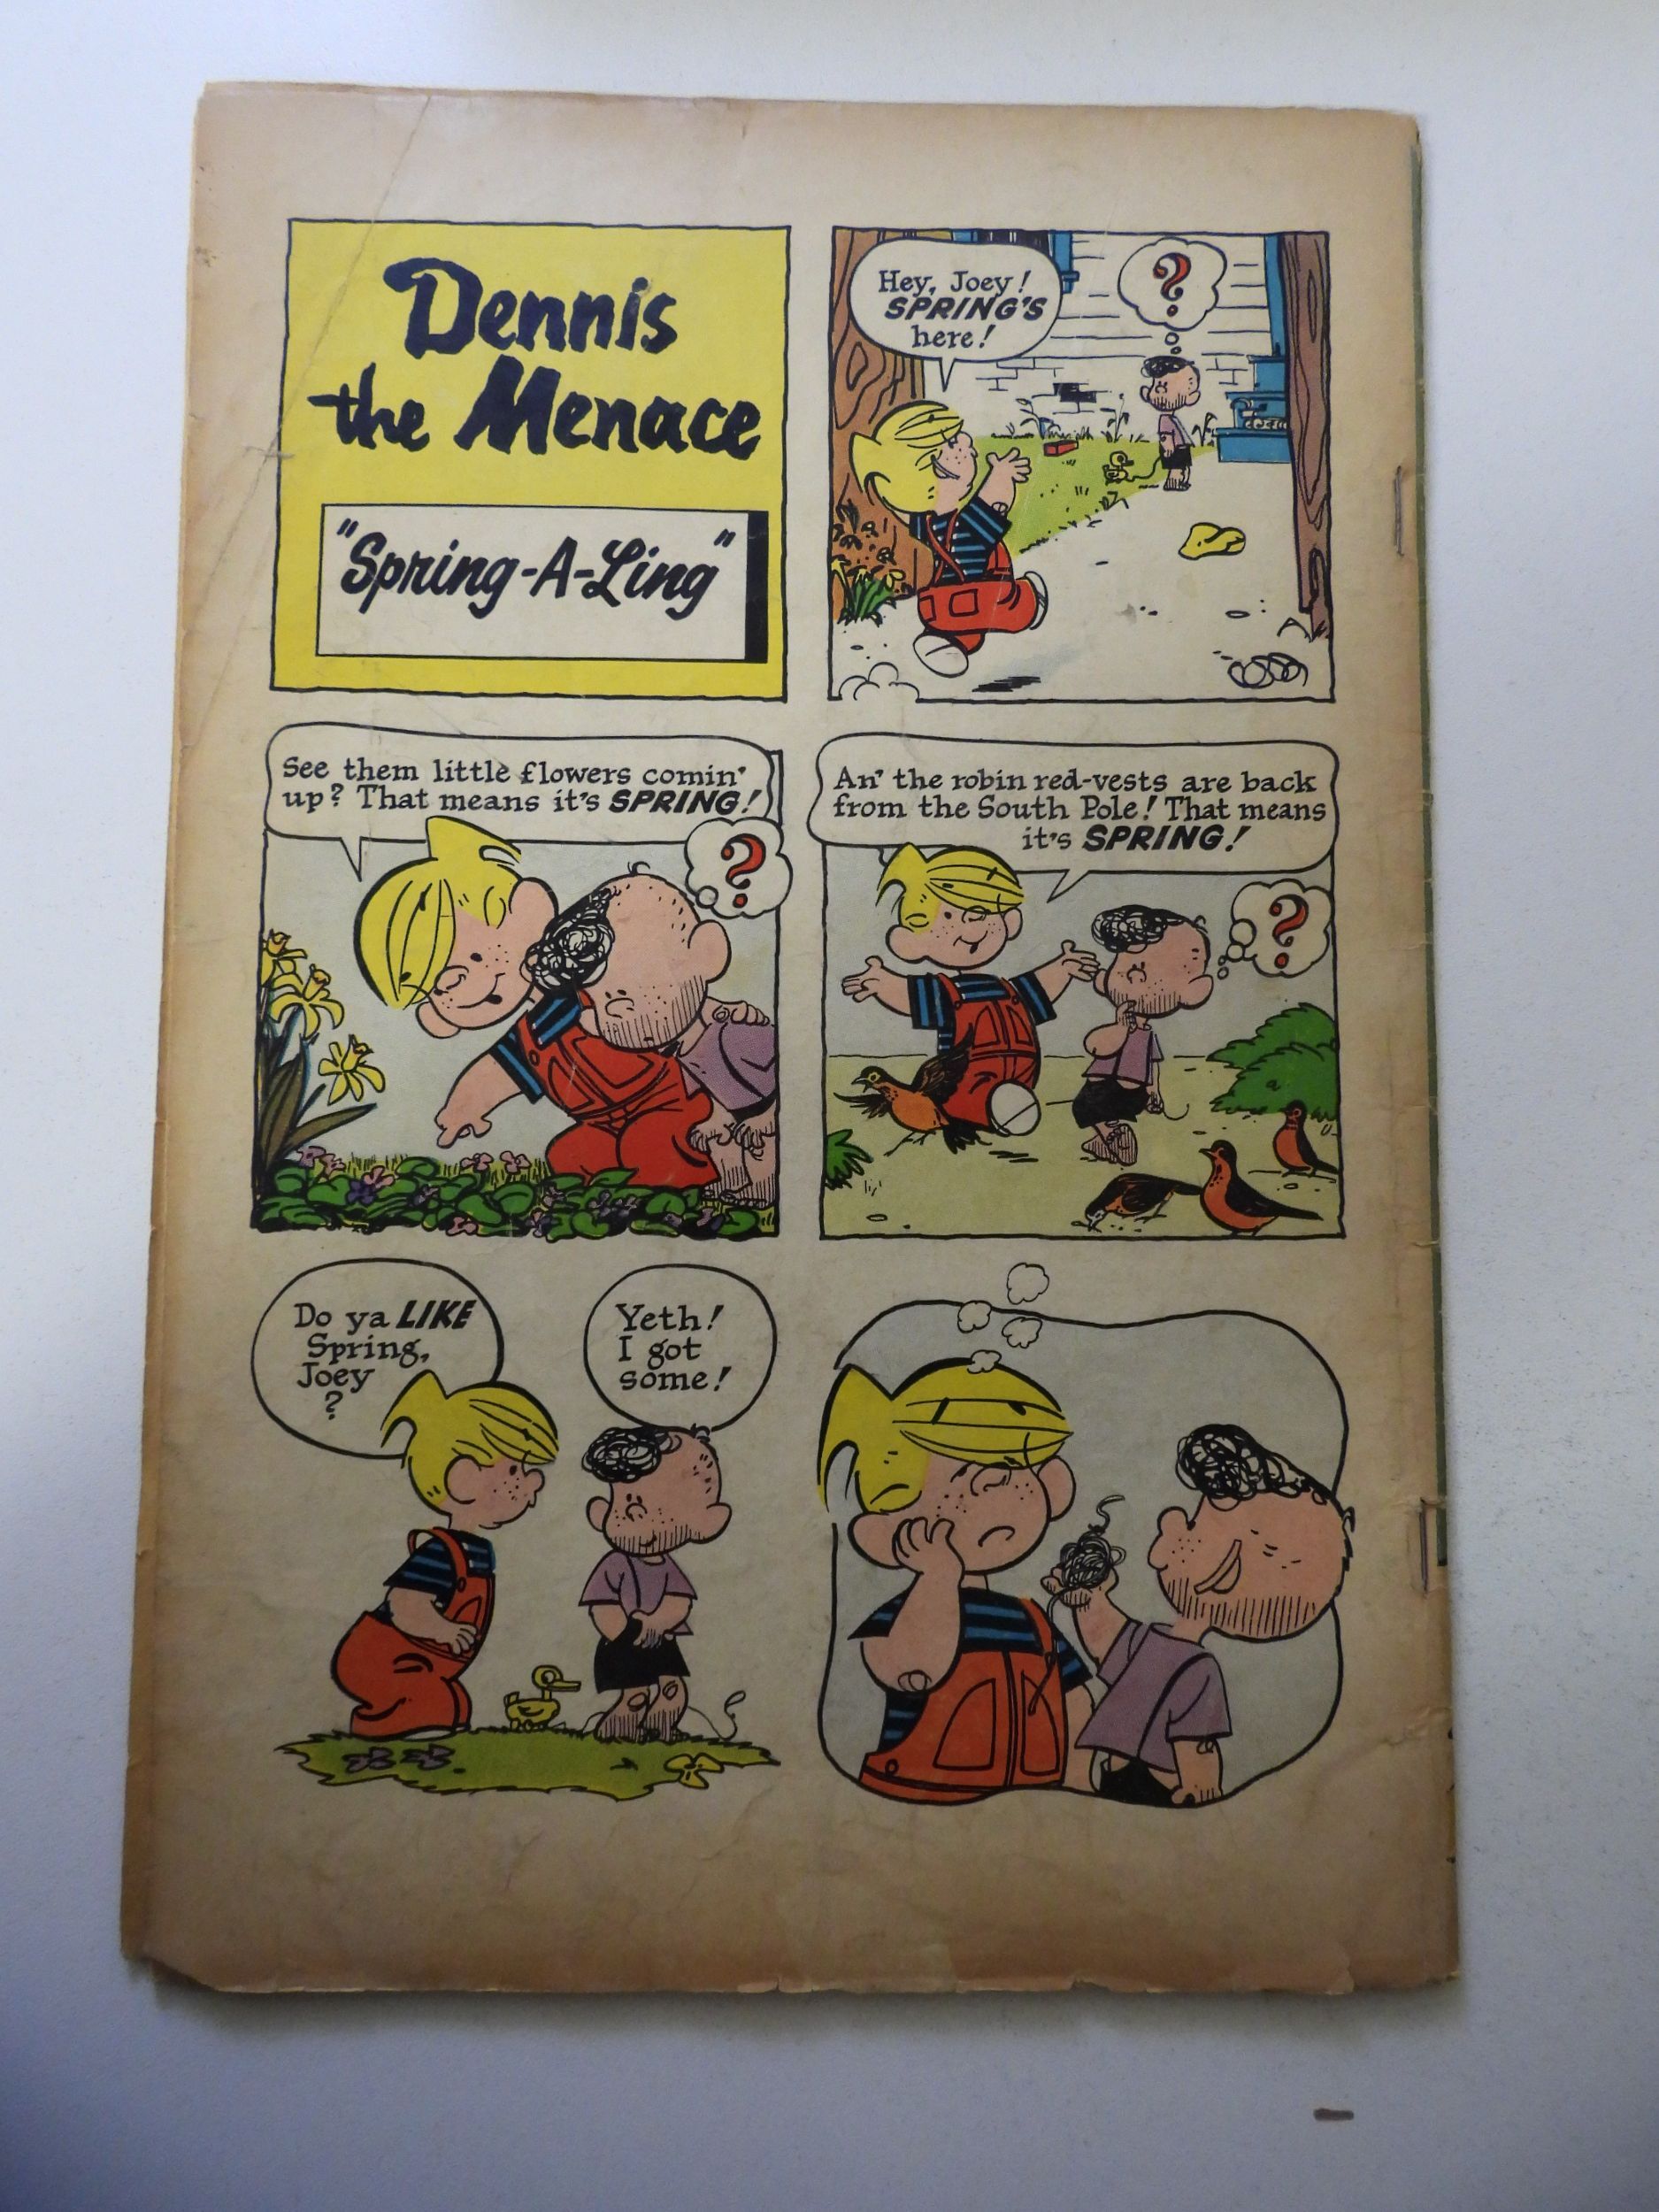 Dennis
the Menace
"Spring-A-Ling"
Hey, Joey!
SPRING'S
here!
?
See them little flowers comin'
up? That means it's SPRING!
?
An' the robin red-vests are back
from the South Pole! That means
it's SPRING!
?
Do ya LIKE
Spring,
Joey
?
Yeth!
I got
some!